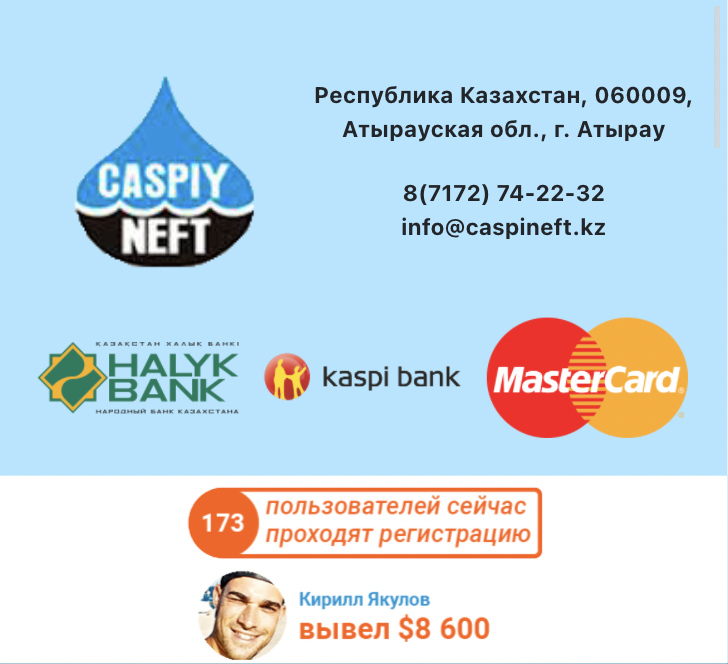 Республика Казахстан, 060009,
Атырауская обл., г. Атырау
CASPIY
NEFT
8(7172) 74-22-32
info@caspineft.kz
ҚАЗАҚСТАН ХАЛЫҚ БАНКІ
HALYK
BANK
НАРОДНЫЙ БАНК КАЗАХСТАНА
kaspi bank
MasterCard
173
пользователей сейчас
проходят регистрацию
Кирилл Якулов
вывел $8 600